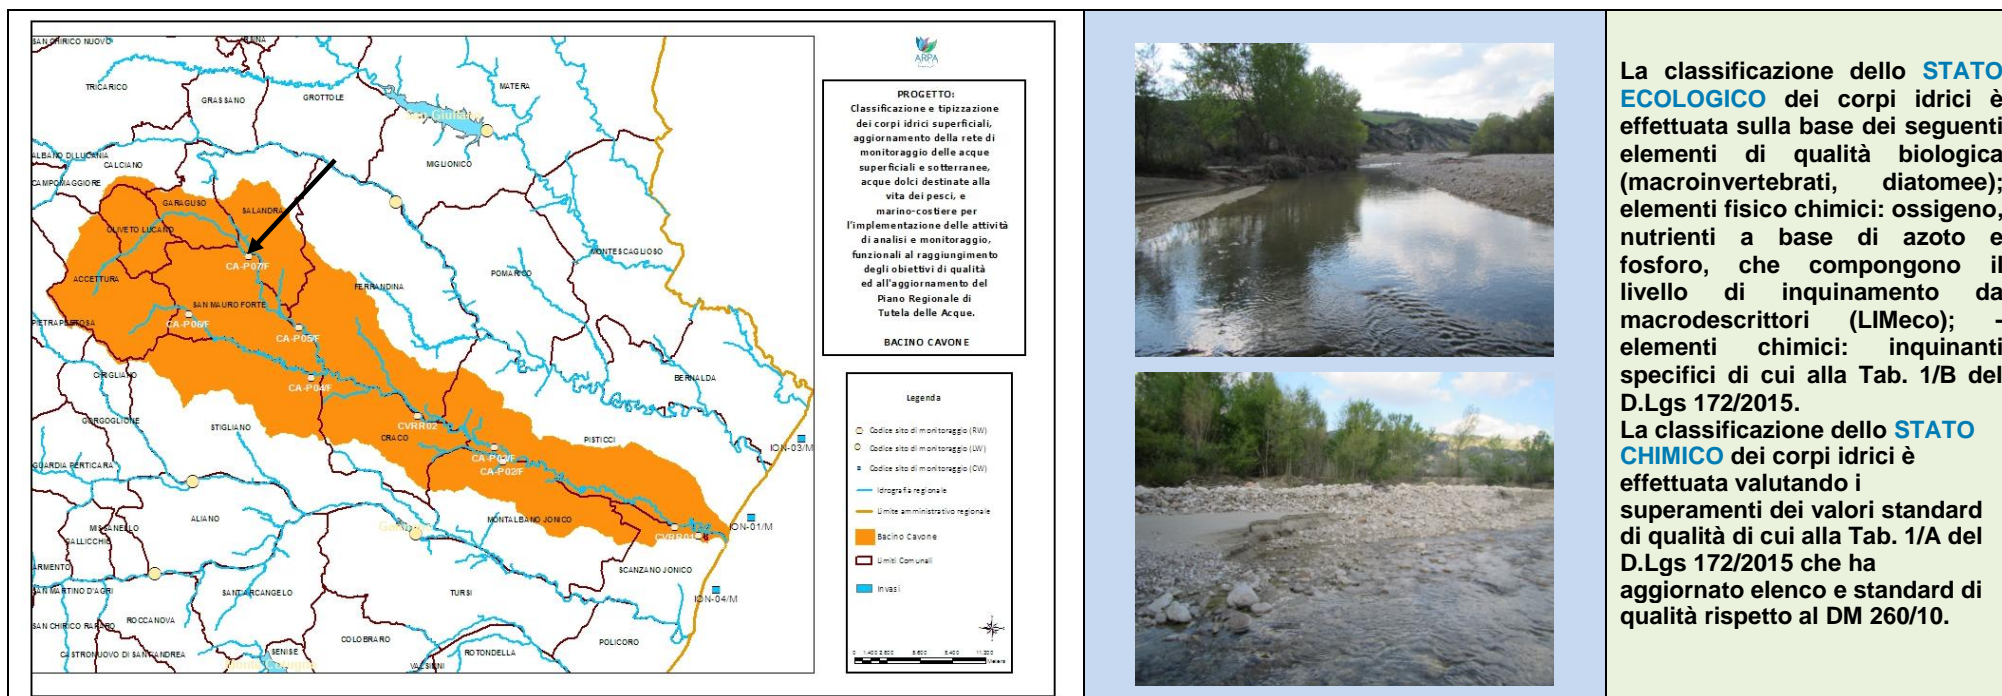 SAN CHIRICO NUOVO
TRICARICO
GRASSANO
GROTTOLE
MATERA
ALBANO DI LUCANIA
CALCIANO
CAMPOMAGGIORE
MIGLIONICO
GARAGUSO
SALANDRA
OLIVETO LUCANO
CA-P07/F
ACCETTURA
MONTESCAGLIOSO
POMARICO
FERRANDINA
SAN MAURO FORTE
PIETRAPERTOSA
CA-P06/F
CA-P05/F
CIRIGLIANO
CA-P04/F
BERNALDA
GORGOGLIONE
STIGLIANO
CVRR02
CRACO
PISTICCI
ION-03/M
GUARDIA PERTICARA
CA-P02/F
ALIANO
MISSANELLO
MONTALBANO JONICO
ION-01/M
CVRR01
GALLICCHIO
ARMENTO
SCANZANO JONICO
SAN MARTINO D'AGRI
SANT'ARCANGELO
TURSI
ION-04/M
ROCCANOVA
SAN CHIRICO RAPARO
COLOBRARO
POLICORO
CASTRONUOVO DI SANT'ANDREA
SENISE
ROTONDELLA
VALSINNI
ARPA
PROGETTO:
Classificazione e tipizzazione
dei corpi idrici superficiali,
aggiornamento della rete di
monitoraggio delle acque
superficiali e sotterranee,
acque dolci destinate alla
vita dei pesci, e
marino-costiere per
l'implementazione delle attività
di analisi e monitoraggio,
funzionali al raggiungimento
degli obiettivi di qualità
ed all'aggiornamento del
Piano Regionale di
Tutela delle Acque.
BACINO CAVONE
Legenda
Codice sito di monitoraggio (RW)
Codice sito di monitoraggio (LW)
Codice sito di monitoraggio (CW)
Idrografia regionale
Limite amministrativo regionale
Bacino Cavone
Limiti Comunali
Invasi
Meters
La classificazione dello STATO
ECOLOGICO dei corpi idrici è
effettuata sulla base dei seguenti
elementi di qualità biologica
(macroinvertebrati, diatomee);
elementi fisico chimici: ossigeno,
nutrienti a base di azoto e
fosforo, che compongono il
livello di inquinamento da
macrodescrittori (LIMeco); -
elementi chimici: inquinanti
specifici di cui alla Tab. 1/B del
D.Lgs 172/2015.
La classificazione dello STATO
CHIMICO dei corpi idrici è
effettuata valutando i
superamenti dei valori standard
di qualità di cui alla Tab. 1/A del
D.Lgs 172/2015 che ha
aggiornato elenco e standard di
qualità rispetto al DM 260/10.